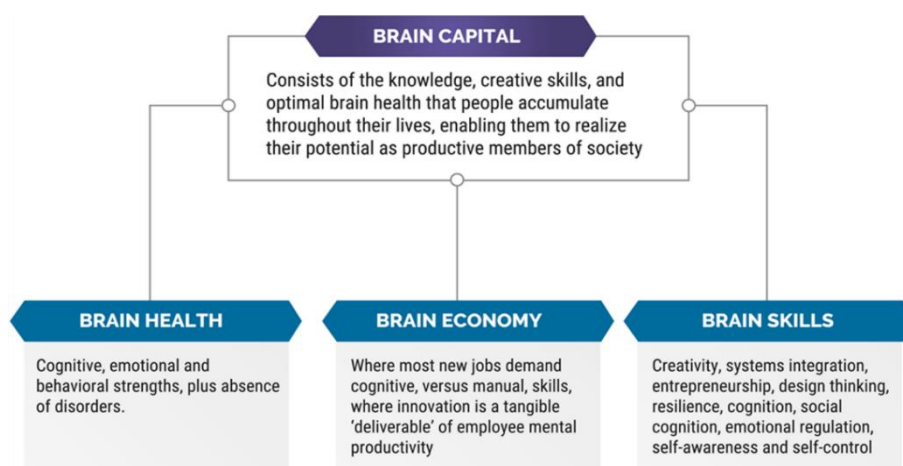 BRAIN CAPITAL
Consists of the knowledge, creative skills, and
optimal brain health that people accumulate
throughout their lives, enabling them to realize
their potential as productive members of society
BRAIN HEALTH
Cognitive, emotional and
behavioral strengths, plus absence
of disorders.
BRAIN ECONOMY
Where most new jobs demand
cognitive, versus manual, skills,
where innovation is a tangible
‘deliverable’ of employee mental
productivity
BRAIN SKILLS
Creativity, systems integration,
entrepreneurship, design thinking,
resilience, cognition, social
cognition, emotional regulation,
self-awareness and self-control